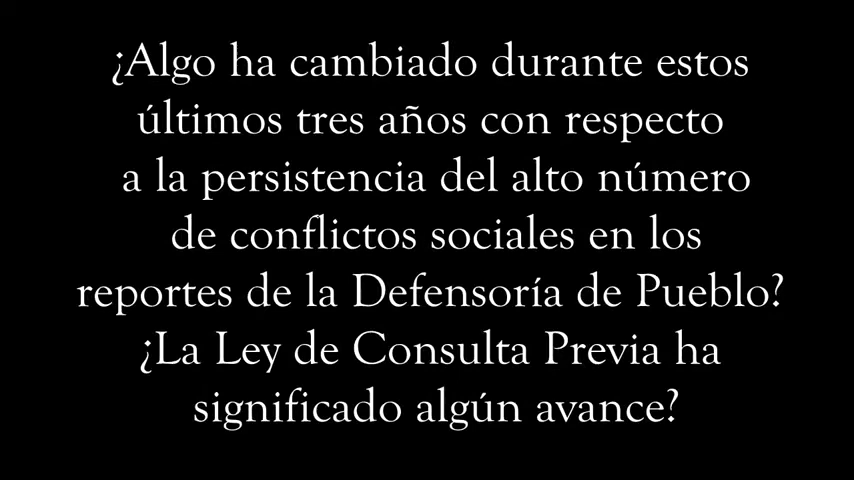 ¿Algo ha cambiado durante estos
últimos tres años con respecto
a la persistencia del alto número
de conflictos sociales en los
reportes de la Defensoría de Pueblo?
¿La Ley de Consulta Previa ha
significado algún avance?